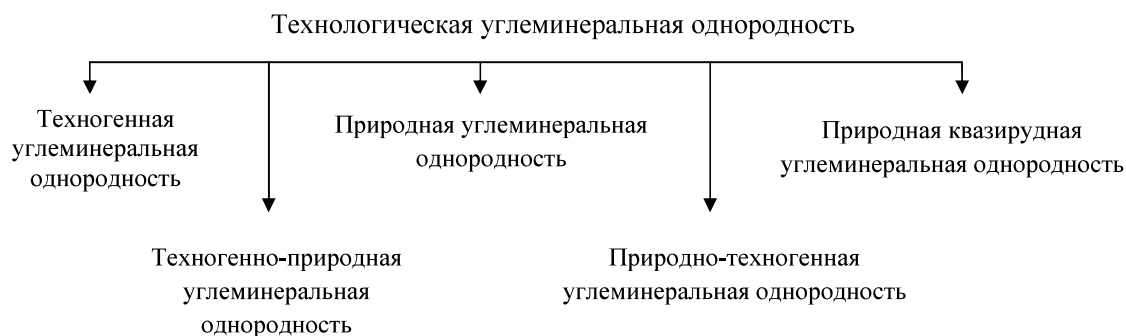 Технологическая углеминеральная однородность
Техногенная
углеминеральная
однородность
Природная углеминеральная
однородность
Природная квазирудная
углеминеральная однородность
Техногенно-природная
углеминеральная
однородность
Природно-техногенная
углеминеральная однородность